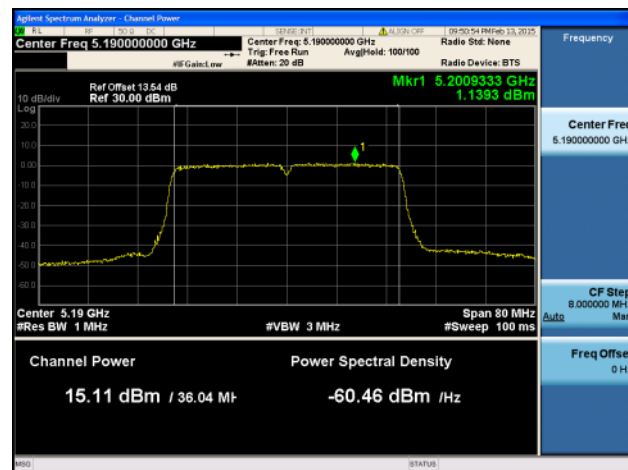 Agilent Spectrum Analyzer - Channel Power
RL RF 50 Ω DC SENSE:INT ALIGN OFF 09:50:54 PM Feb 13, 2015
Center Freq 5.190000000 GHz
Center Freq: 5.190000000 GHz
Radio Std: None
Trig: Free Run Avg|Hold: 100/100
#IFGain:Low #Atten: 20 dB Radio Device: BTS
Frequency
Ref Offset 13.54 dB
10 dB/div Ref 30.00 dBm
Mkr1 5.2009333 GHz
1.1393 dBm
Log
20.0
10.0
0.00
-10.0
-20.0
-30.0
-40.0
-50.0
-60.0
1
Center Freq
5.190000000 GH
Center 5.19 GHz Span 80 MHz
#Res BW 1 MHz #VBW 3 MHz #Sweep 100 ms
CF Step
8.000000 MH
Auto Ma
Channel Power Power Spectral Density
15.11 dBm / 36.04 MH -60.46 dBm /Hz
Freq Offse
0 H
MSG STATUS